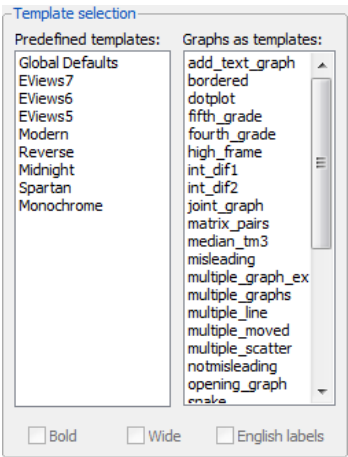 Template selection
Predefined templates:
Global Defaults
EViews7
EViews6
EViews5
Modern
Reverse
Midnight
Spartan
Monochrome
Graphs as templates:
add_text_graph
bordered
dotplot
fifth_grade
fourth_grade
high_frame
int_dif1
int_dif2
joint_graph
matrix_pairs
median_tm3
misleading
multiple_graph_ex
multiple_graphs
multiple_line
multiple_moved
multiple_scatter
notmisleading
opening_graph
snake
Bold
Wide
English labels